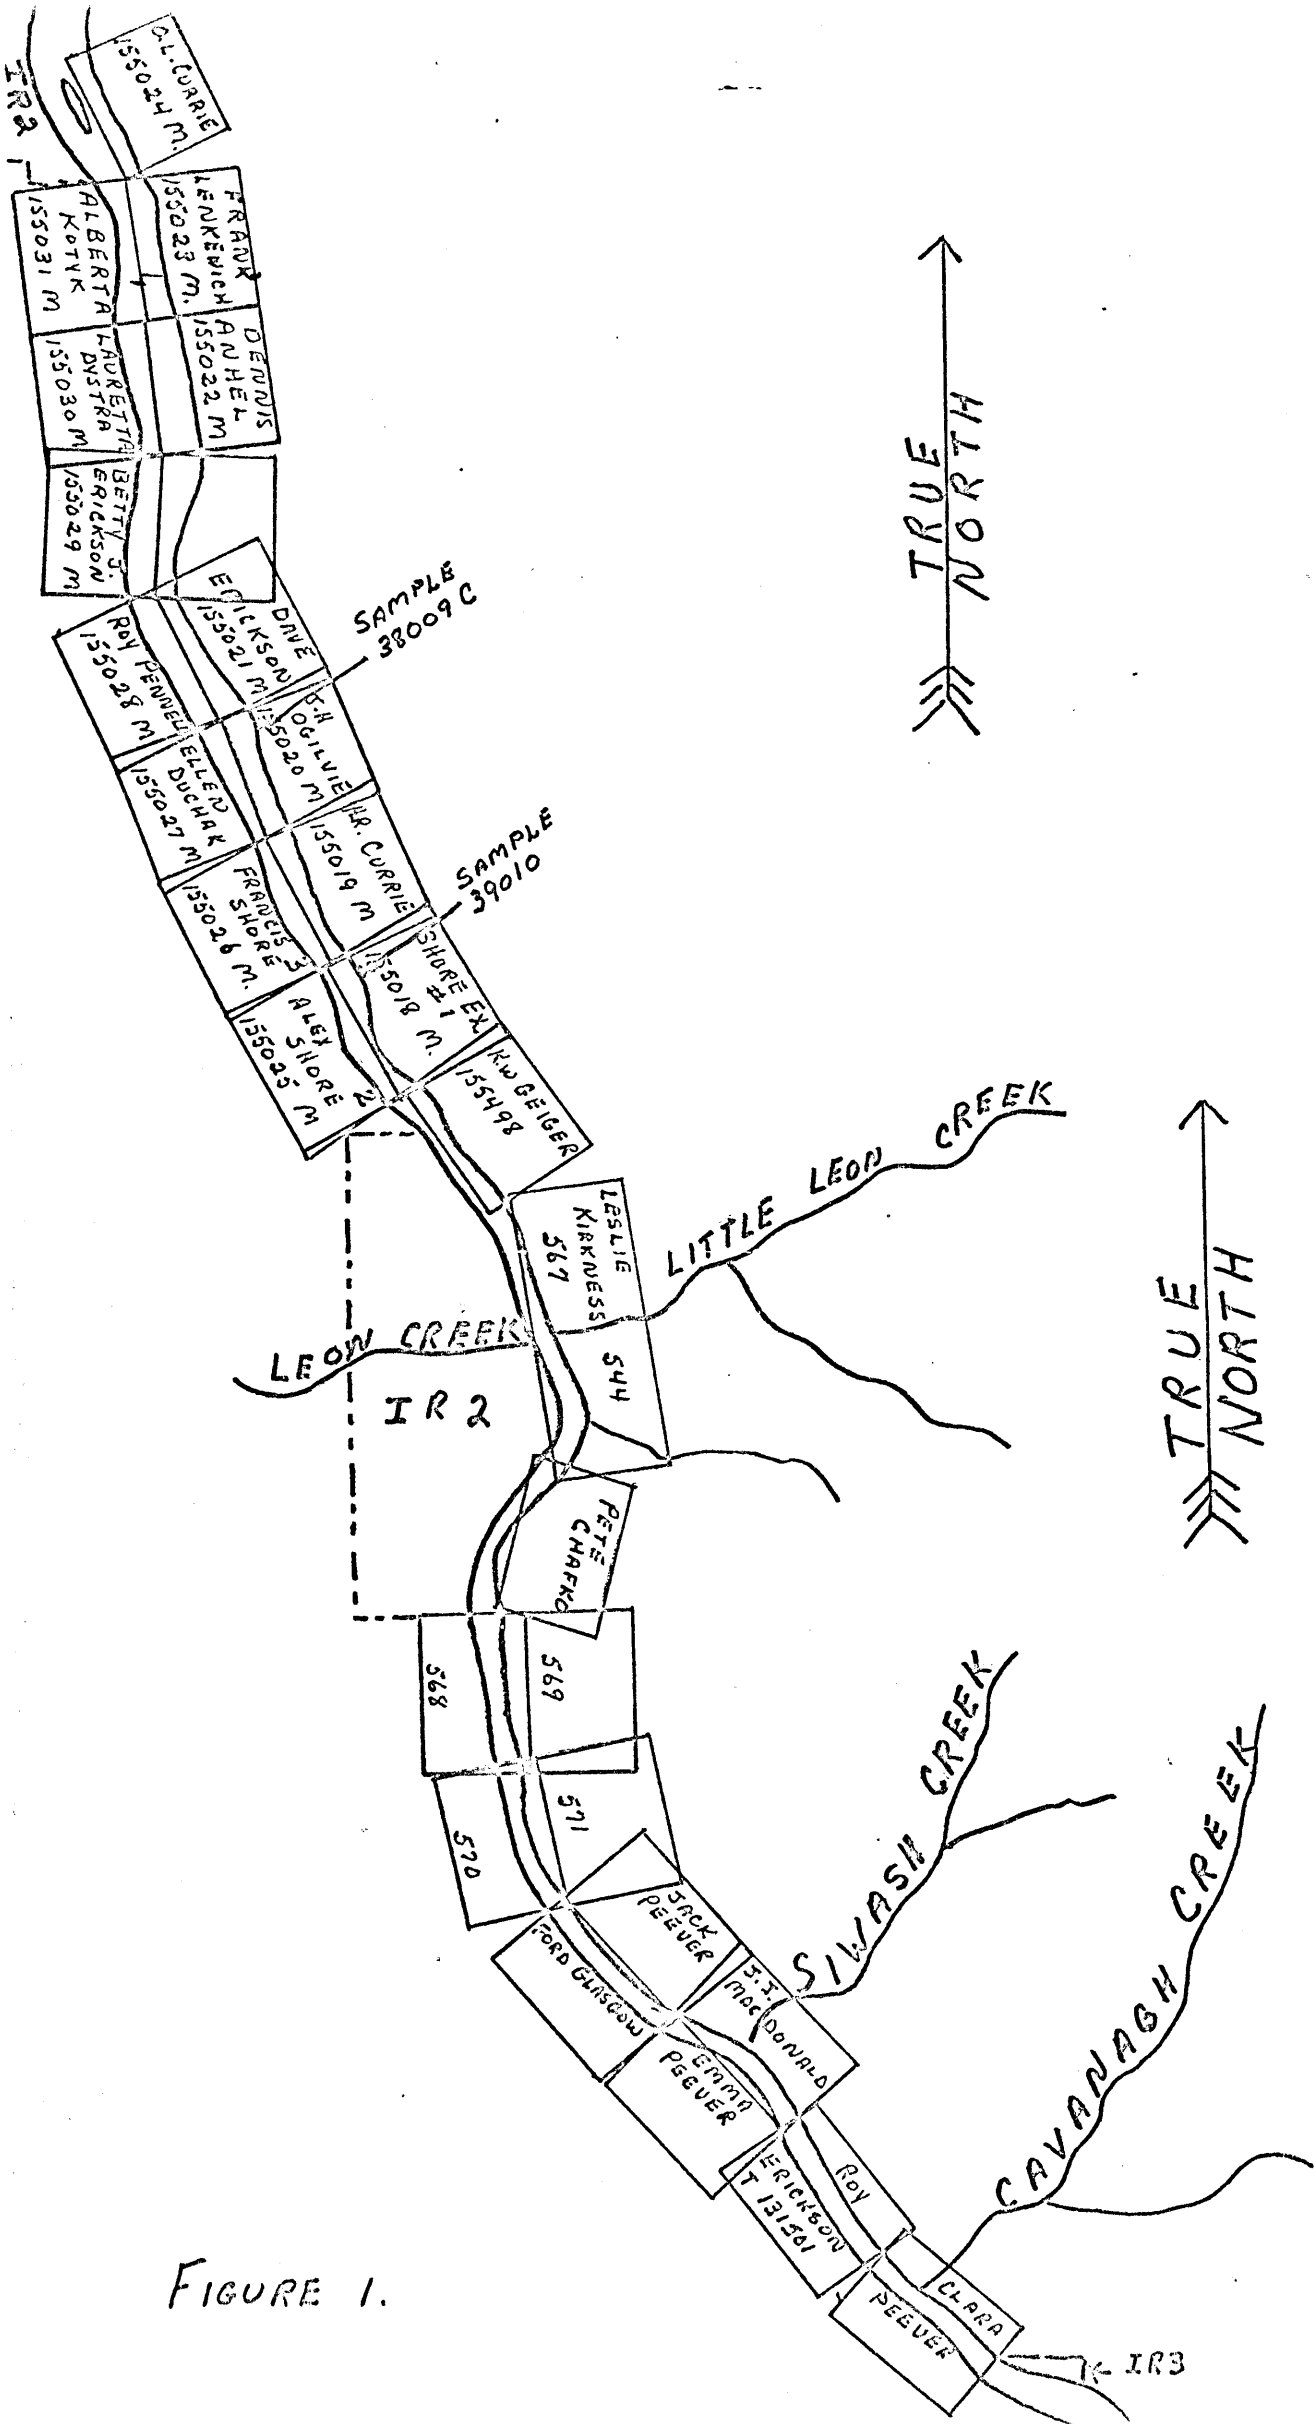 O.L. CURRIE
155024 M.
IR2
FRANK
LENKEWICH
155023 M.
ALBERTA
KOTYK
155031 M
DENNIS
ANHEL
155022 M
LAURETTA
DYSTRA
155030 M
BETTY J.
ERICKSON
155029 M
DAVE
ERICKSON
155021 M
ROY PENNELL
155028 M
SAMPLE
38009 C
J.H
OGILVIE
155020 M
ELLEN
DUCHAK
155027 M
H.R. CURRIE
155019 M
FRANCIS
SHORE
155026 M.
3
SAMPLE
39010
SHORE EX
#1
155018 M.
ALEX
SHORE
155025 M
2
K.W GEIGER
155498
LESLIE
KIRKNESS
567
LITTLE LEON CREEK
LEON CREEK
IR 2
544
PETE
CHAFKO
568
569
570
571
JACK
PEEVER
FORD GLASGOW
J.J.
MACDONALD
EMMA
PEEVER
SIWASH CREEK
ROY
ERICKSON
T 131501
CAVANAGH CREEK
CLARA
PEEVER
IR3
TRUE
NORTH
TRUE
NORTH
FIGURE 1.